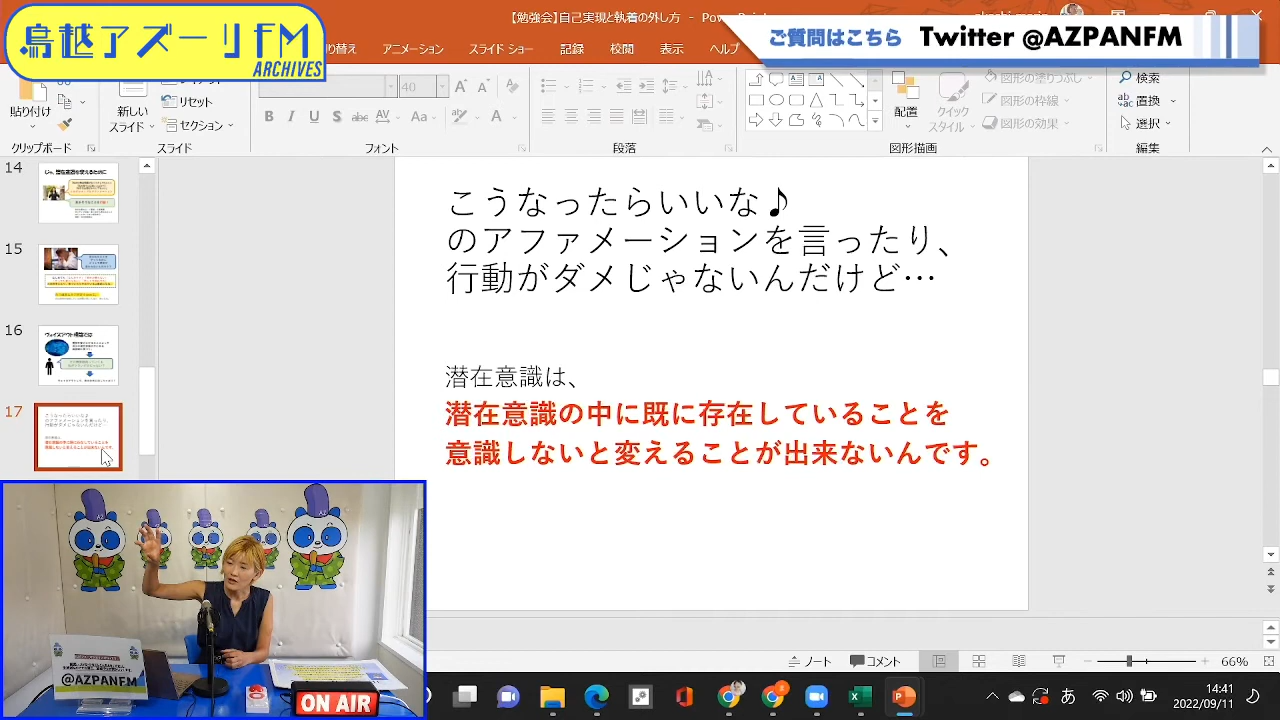 鳥越アズーリFM
ARCHIVES
【勉強会】自己実現と執着の外し方 - Pow
ご質問はこちら Twitter @AZPANFM
アニメーション
スライド ショー
記録
校閲
表示
ヘルプ
貼り付け
新しい
スライド
リセット
セクション
40
B I U S abc AV Aa A
配置
クイック
スタイル
図形の塗りつぶし
図形の枠線
図形の効果
検索
置換
選択
クリップボード
スライド
フォント
段落
図形描画
編集
14
15
16
17
こうなったらいいな♪
のアファメーションを言ったり、
行動がダメじゃないんだけど…
潜在意識は、
潜在意識の中に既に存在していることを
意識しないと変えることが出来ないんです。
@AZPANFM
ON AIR
ノート
コメント
あ
14:41
2022/09/11